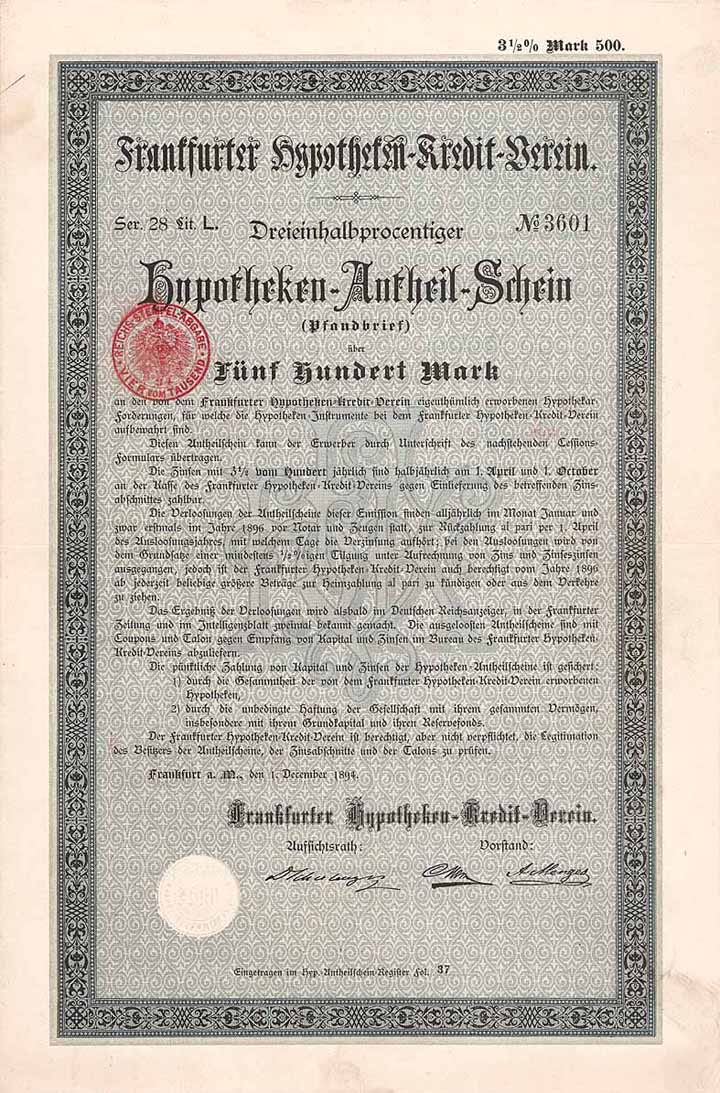 3 1/2 % Mark 500.
Frankfurter Hypotheken-Kredit-Verein.
Ser. 28 Lit. L.
Dreieinhalbprocentiger
№ 3601
Hypotheken-Antheil-Schein
(Pfandbrief)
über
Fünf Hundert Mark
REICHS-STEMPEL-ABGABE
VIER VOM TAUSEND
an den von dem Frankfurter Hypotheken-Kredit-Verein eigenthümlich erworbenen Hypothekar-
Forderungen, für welche die Hypotheken-Instrumente bei dem Frankfurter Hypotheken-Kredit-Verein
aufbewahrt sind.
Diesen Antheilschein kann der Erwerber durch Unterschrift des nachstehenden Cessions-
Formulars übertragen.
Die Zinsen mit 3 1/2 vom Hundert jährlich sind halbjährlich am 1. April und 1. October
an der Kasse des Frankfurter Hypotheken-Kredit-Vereins gegen Einlieferung des betreffenden Zins-
abschnittes zahlbar.
Die Verloosungen der Antheilscheine dieser Emission finden alljährlich im Monat Januar und
zwar erstmals im Jahre 1896 vor Notar und Zeugen statt, zur Rückzahlung al pari per 1. April
des Ausloosungsjahres, mit welchem Tage die Verzinsung aufhört; bei den Ausloosungen wird von
dem Grundsatze einer mindestens 1/2 %igen Tilgung unter Aufrechnung von Zins und Zinseszinsen
ausgegangen, jedoch ist der Frankfurter Hypotheken-Kredit-Verein auch berechtigt vom Jahre 1896
ab jederzeit beliebige größere Beträge zur Heimzahlung al pari zu kündigen oder aus dem Verkehre
zu ziehen.
Das Ergebniß der Verloosungen wird alsbald im Deutschen Reichsanzeiger, in der Frankfurter
Zeitung und im Intelligenzblatt zweimal bekannt gemacht. Die ausgeloosten Antheilscheine sind mit
Coupons und Talon gegen Empfang von Kapital und Zinsen im Bureau des Frankfurter Hypotheken-
Kredit-Vereins abzuliefern.
Die pünktliche Zahlung von Kapital und Zinsen der Hypotheken-Antheilscheine ist gesichert:
1) durch die Gesammtheit der von dem Frankfurter Hypotheken-Kredit-Verein erworbenen
Hypotheken,
2) durch die unbedingte Haftung der Gesellschaft mit ihrem gesammten Vermögen,
insbesondere mit ihrem Grundkapital und ihren Reservefonds.
Der Frankfurter Hypotheken-Kredit-Verein ist berechtigt, aber nicht verpflichtet, die Legitimation
des Besitzers der Antheilscheine, der Zinsabschnitte und der Talons zu prüfen.
Frankfurt a. M., den 1. December 1894.
Frankfurter Hypotheken-Kredit-Verein.
Aufsichtsrath:
Vorstand:
Eingetragen im Hyp.-Antheilschein-Register Fol. 37